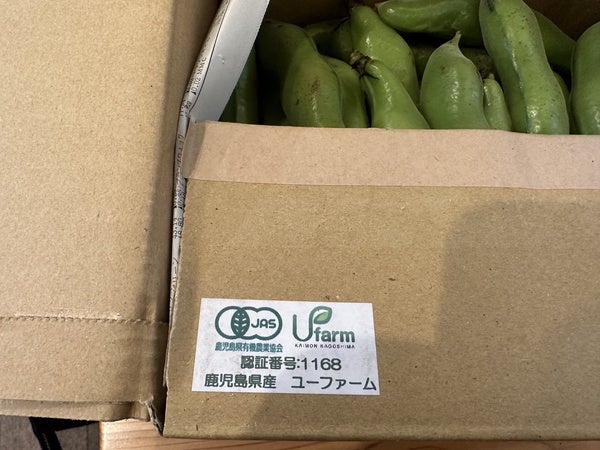 JAS
Ufarm
KAIMON KAGOSHIMA
鹿児島県有機農業協会
認証番号:1168
鹿児島県産 ユーファーム